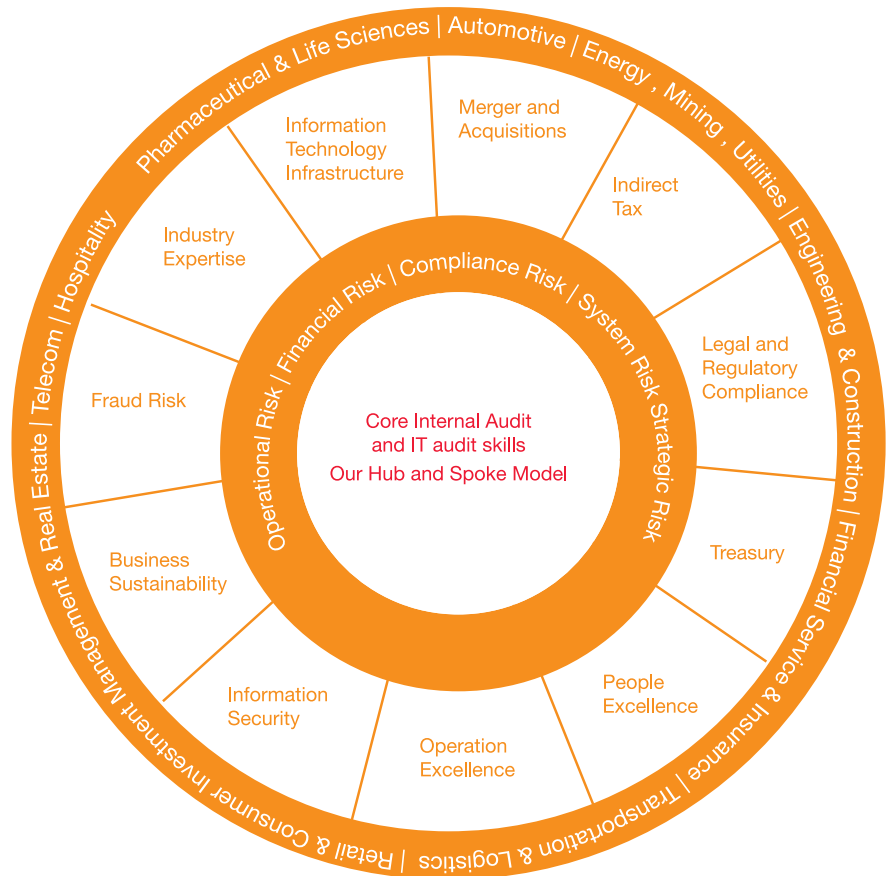 Pharmaceutical & Life Sciences | Automotive | Energy , Mining , Utilities | Engineering & Construction | Financial Service & Insurance | Transportation & Logistics | Retail & Consumer Investment Management & Real Estate | Telecom | Hospitality
Information
Technology
Infrastructure
Merger and
Acquisitions
Indirect
Tax
Legal and
Regulatory
Compliance
Treasury
People
Excellence
Operation
Excellence
Information
Security
Business
Sustainability
Fraud Risk
Industry
Expertise
Operational Risk | Financial Risk | Compliance Risk | System Risk Strategic Risk
Core Internal Audit
and IT audit skills
Our Hub and Spoke Model